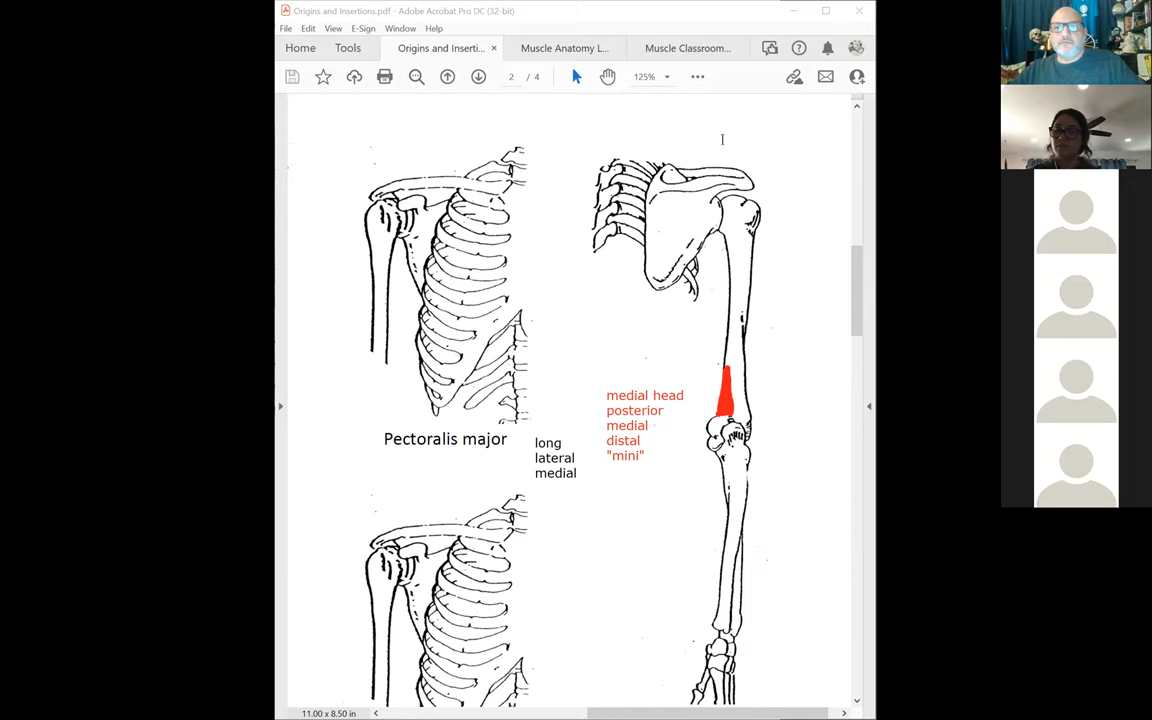 Origins and Insertions.pdf - Adobe Acrobat Pro DC (32-bit)
File Edit View E-Sign Window Help
Home Tools Origins and Inserti... × Muscle Anatomy L... Muscle Classroom...
2 / 4 125%
medial head
posterior
medial
distal
"mini"
Pectoralis major
long
lateral
medial
11.00 x 8.50 in